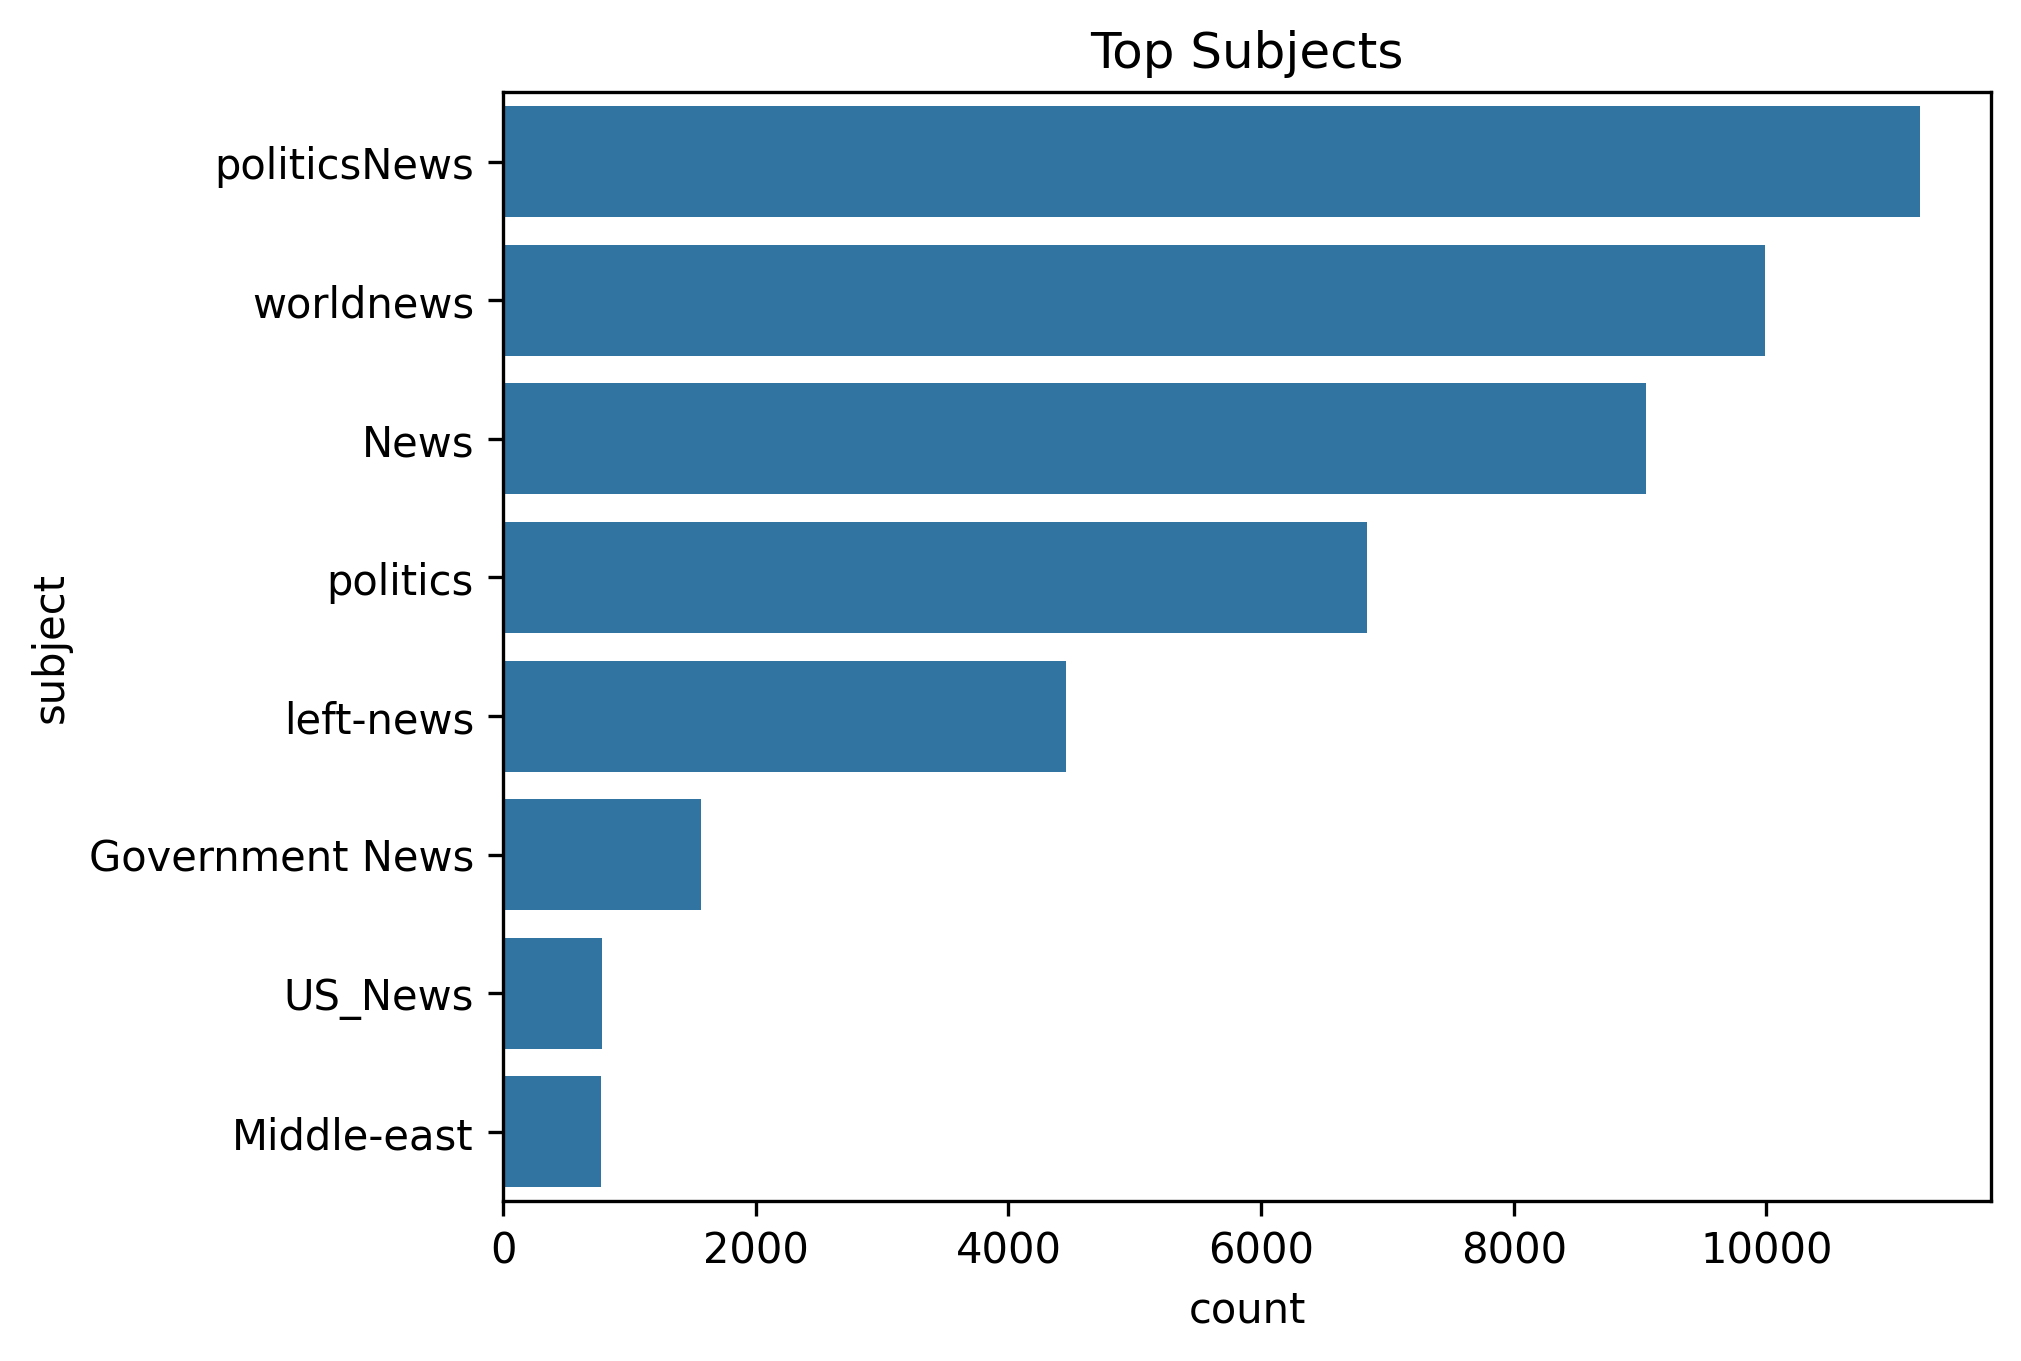 Top Subjects
politicsNews
worldnews
News
politics
left-news
Government News
US_News
Middle-east
subject
0 2000 4000 6000 8000 10000
count